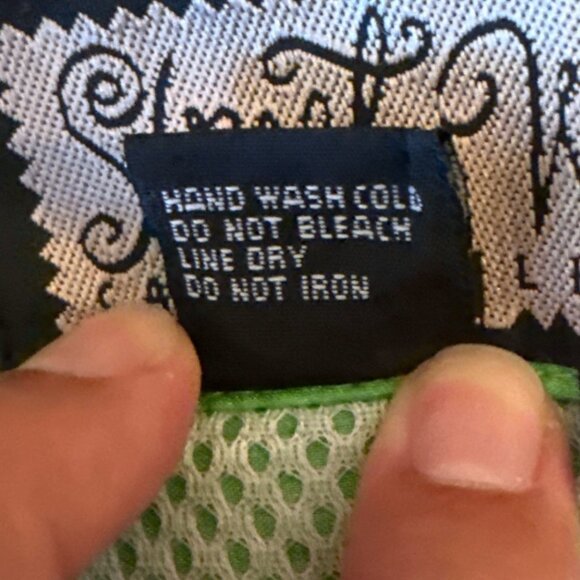 HAND WASH COLD
DO NOT BLEACH
LINE DRY
DO NOT IRON